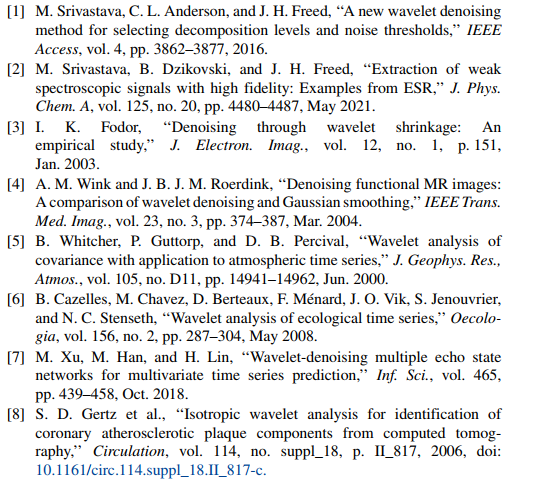 [1] M. Srivastava, C. L. Anderson, and J. H. Freed, “A new wavelet denoising
method for selecting decomposition levels and noise thresholds,” IEEE
Access, vol. 4, pp. 3862–3877, 2016.
[2] M. Srivastava, B. Dzikovski, and J. H. Freed, “Extraction of weak
spectroscopic signals with high fidelity: Examples from ESR,” J. Phys.
Chem. A, vol. 125, no. 20, pp. 4480–4487, May 2021.
[3] I. K. Fodor, “Denoising through wavelet shrinkage: An
empirical study,” J. Electron. Imag., vol. 12, no. 1, p. 151,
Jan. 2003.
[4] A. M. Wink and J. B. J. M. Roerdink, “Denoising functional MR images:
A comparison of wavelet denoising and Gaussian smoothing,” IEEE Trans.
Med. Imag., vol. 23, no. 3, pp. 374–387, Mar. 2004.
[5] B. Whitcher, P. Guttorp, and D. B. Percival, “Wavelet analysis of
covariance with application to atmospheric time series,” J. Geophys. Res.,
Atmos., vol. 105, no. D11, pp. 14941–14962, Jun. 2000.
[6] B. Cazelles, M. Chavez, D. Berteaux, F. Ménard, J. O. Vik, S. Jenouvrier,
and N. C. Stenseth, “Wavelet analysis of ecological time series,” Oecolo-
gia, vol. 156, no. 2, pp. 287–304, May 2008.
[7] M. Xu, M. Han, and H. Lin, “Wavelet-denoising multiple echo state
networks for multivariate time series prediction,” Inf. Sci., vol. 465,
pp. 439–458, Oct. 2018.
[8] S. D. Gertz et al., “Isotropic wavelet analysis for identification of
coronary atherosclerotic plaque components from computed tomog-
raphy,” Circulation, vol. 114, no. suppl_18, p. II_817, 2006, doi:
10.1161/circ.114.suppl_18.II_817-c.